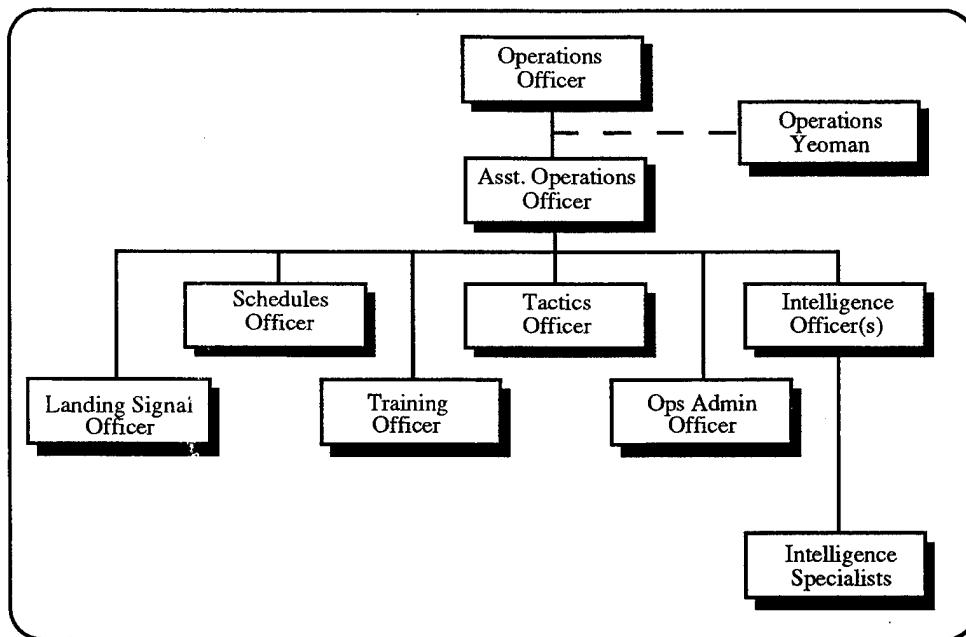 Operations
Officer
Operations
Yeoman
Asst. Operations
Officer
Schedules
Officer
Tactics
Officer
Intelligence
Officer(s)
Landing Signal
Officer
Training
Officer
Ops Admin
Officer
Intelligence
Specialists